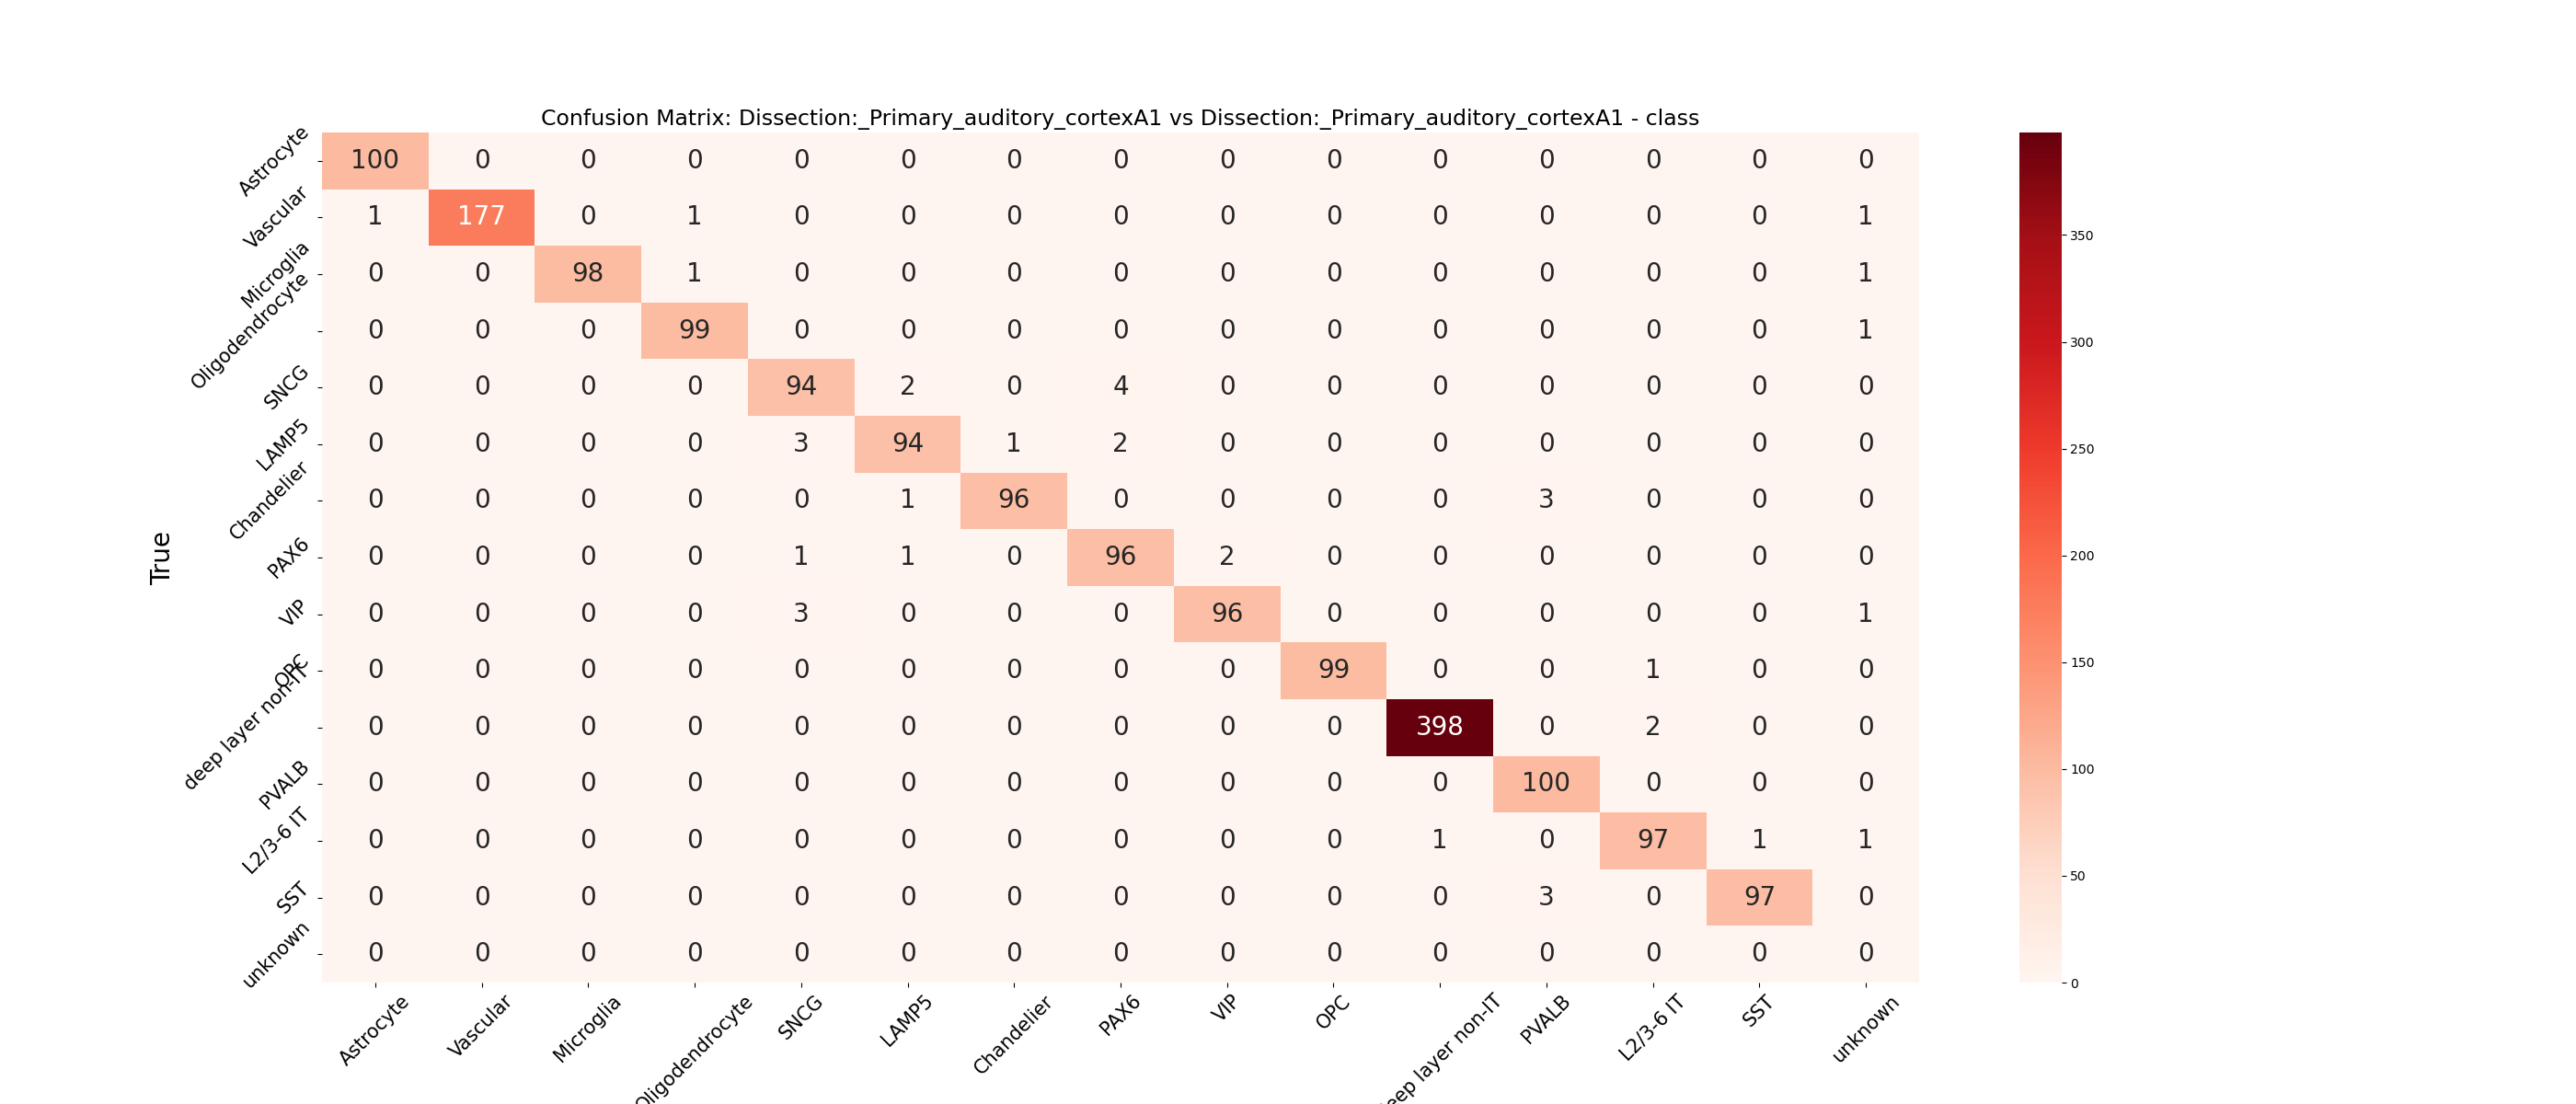 Confusion Matrix: Dissection:_Primary_auditory_cortexA1 vs Dissection:_Primary_auditory_cortexA1 - class
True
Astrocyte 100 0 0 0 0 0 0 0 0 0 0 0 0 0 0
Vascular 1 177 0 1 0 0 0 0 0 0 0 0 0 0 1
Microglia 0 0 98 1 0 0 0 0 0 0 0 0 0 0 1
Oligodendrocyte 0 0 0 99 0 0 0 0 0 0 0 0 0 0 1
SNCG 0 0 0 0 94 2 0 4 0 0 0 0 0 0 0
LAMP5 0 0 0 0 3 94 1 2 0 0 0 0 0 0 0
Chandelier 0 0 0 0 0 1 96 0 0 0 0 3 0 0 0
PAX6 0 0 0 0 1 1 0 96 2 0 0 0 0 0 0
VIP 0 0 0 0 3 0 0 0 96 0 0 0 0 0 1
OPC 0 0 0 0 0 0 0 0 0 99 0 0 1 0 0
deep layer non-IT 0 0 0 0 0 0 0 0 0 0 398 0 2 0 0
PVALB 0 0 0 0 0 0 0 0 0 0 0 100 0 0 0
L2/3-6 IT 0 0 0 0 0 0 0 0 0 0 1 0 97 1 1
SST 0 0 0 0 0 0 0 0 0 0 0 3 0 97 0
unknown 0 0 0 0 0 0 0 0 0 0 0 0 0 0 0
Astrocyte Vascular Microglia Oligodendrocyte SNCG LAMP5 Chandelier PAX6 VIP OPC deep layer non-IT PVALB L2/3-6 IT SST unknown
350
300
250
200
150
100
50
0